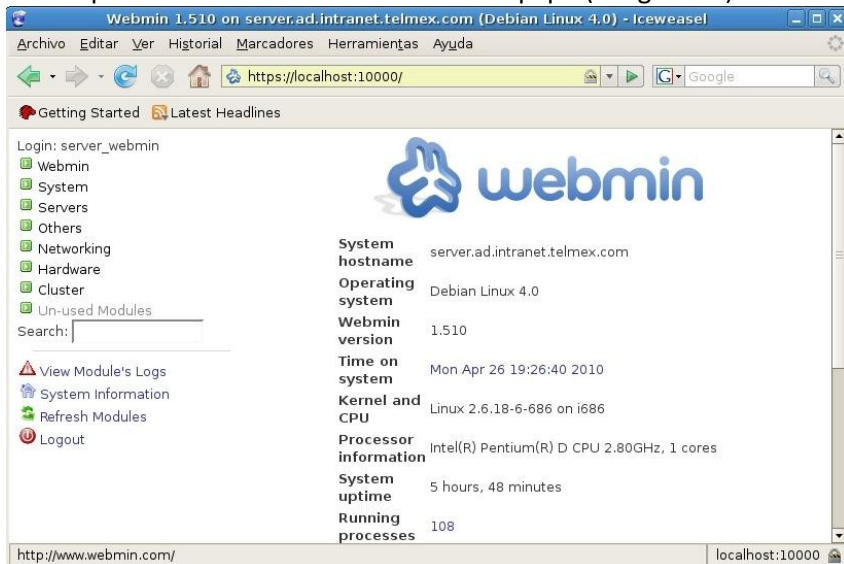 Webmin 1.510 on server.ad.intranet.telmex.com (Debian Linux 4.0) - Iceweasel
Archivo Editar Ver Historial Marcadores Herramientas Ayuda
https://localhost:10000/
G Google
Getting Started Latest Headlines
Login: server_webmin
Webmin
System
Servers
Others
Networking
Hardware
Cluster
Un-used Modules
Search:
View Module's Logs
System Information
Refresh Modules
Logout
webmin
System hostname server.ad.intranet.telmex.com
Operating system Debian Linux 4.0
Webmin version 1.510
Time on system Mon Apr 26 19:26:40 2010
Kernel and CPU Linux 2.6.18-6-686 on i686
Processor information Intel(R) Pentium(R) D CPU 2.80GHz, 1 cores
System uptime 5 hours, 48 minutes
Running processes 108
http://www.webmin.com/
localhost:10000